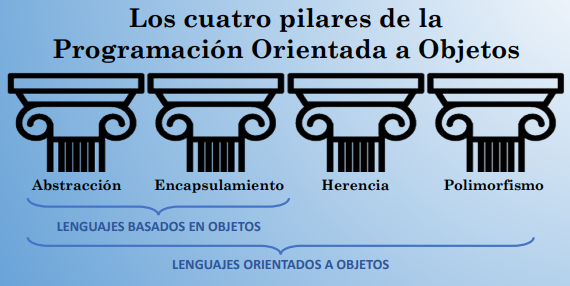 Los cuatro pilares de la
Programación Orientada a Objetos
Abstracción Encapsulamiento Herencia Polimorfismo
LENGUAJES BASADOS EN OBJETOS
LENGUAJES ORIENTADOS A OBJETOS